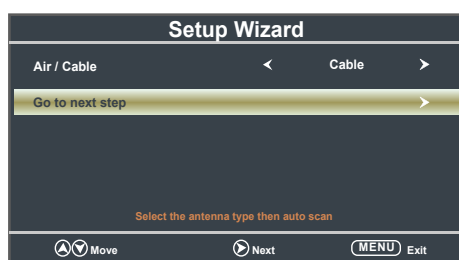 Setup Wizard
Air / Cable Cable
Go to next step
Select the antenna type then auto scan
Move Next MENU Exit